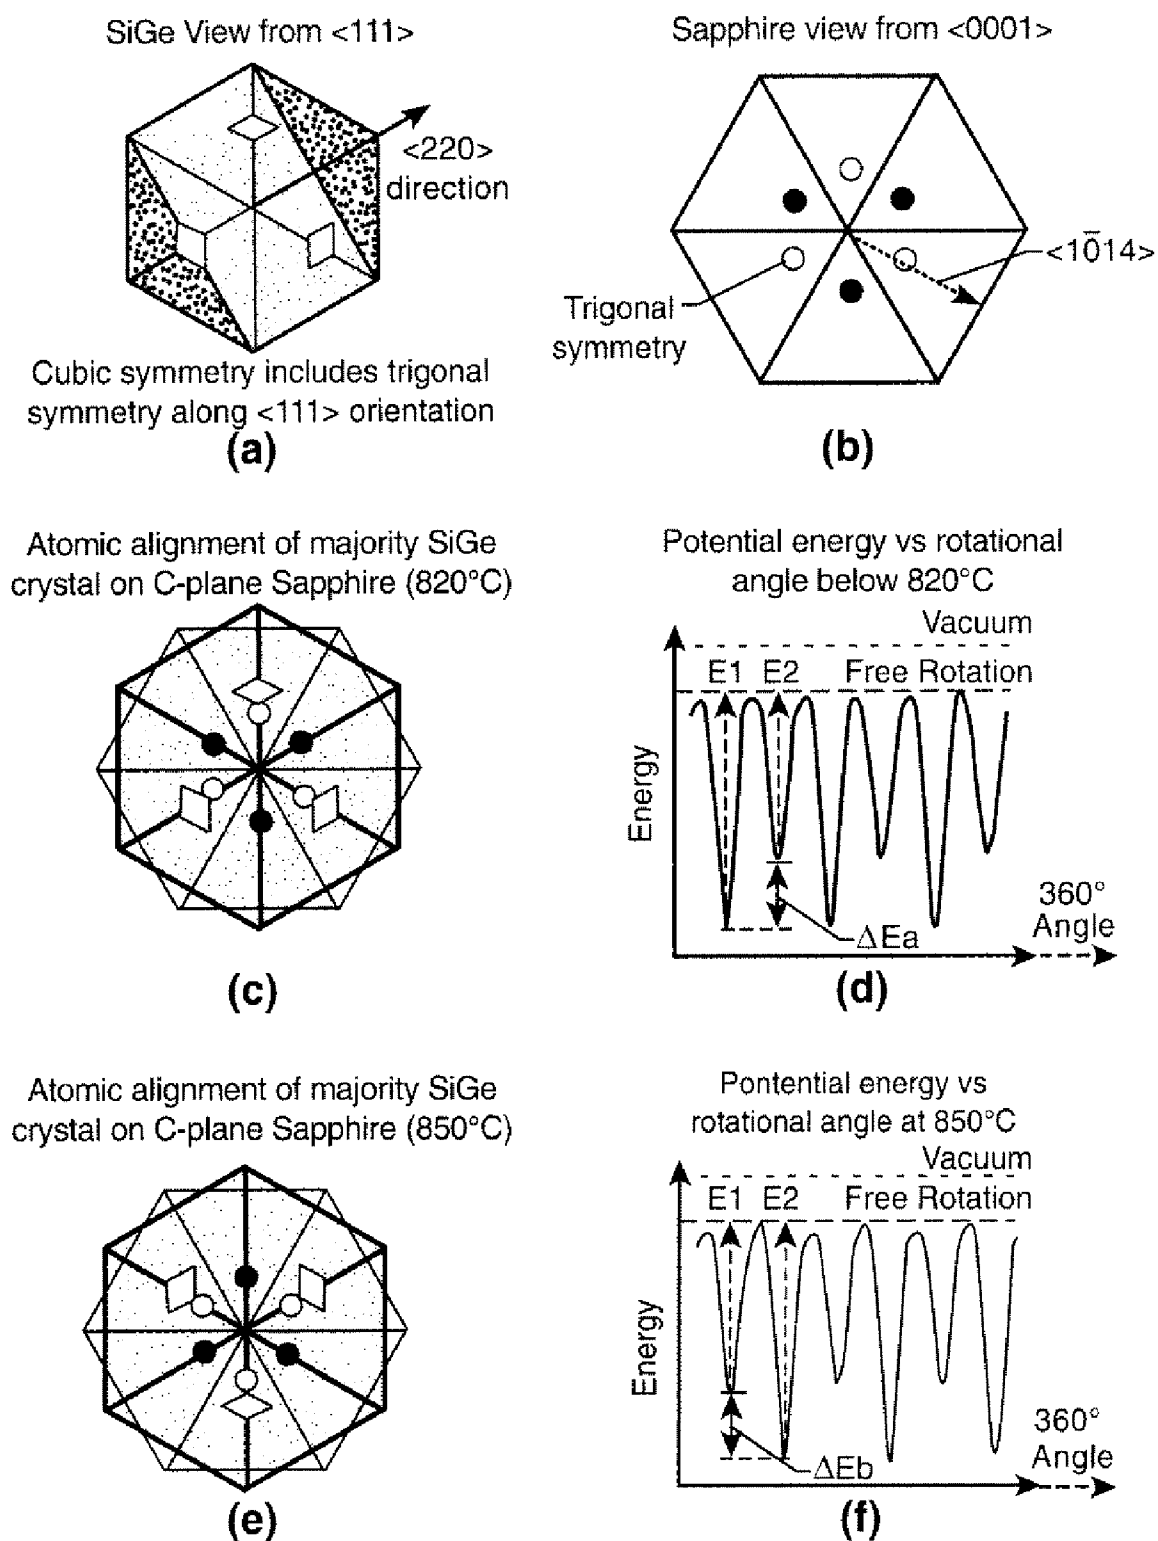 SiGe View from <111>
<220>
direction
Cubic symmetry includes trigonal
symmetry along <111> orientation
(a)
Sapphire view from <0001>
<10̅14>
Trigonal
symmetry
(b)
Atomic alignment of majority SiGe
crystal on C-plane Sapphire (820°C)
(c)
Potential energy vs rotational
angle below 820°C
Vacuum
E1 E2 Free Rotation
Energy
ΔEa
360°
Angle
(d)
Atomic alignment of majority SiGe
crystal on C-plane Sapphire (850°C)
(e)
Pontential energy vs
rotational angle at 850°C
Vacuum
E1 E2 Free Rotation
Energy
ΔEb
360°
Angle
(f)